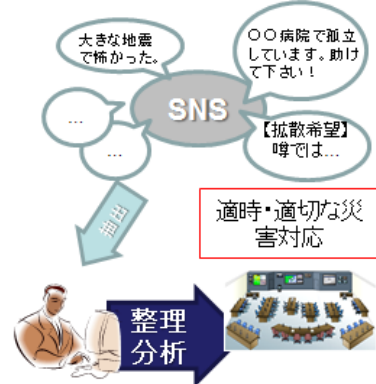 大きな地震
で怖かった。
〇〇病院で孤立
しています。助け
て下さい！
SNS
…
…
【拡散希望】
噂では…
抽出
適時・適切な災
害対応
整理
分析